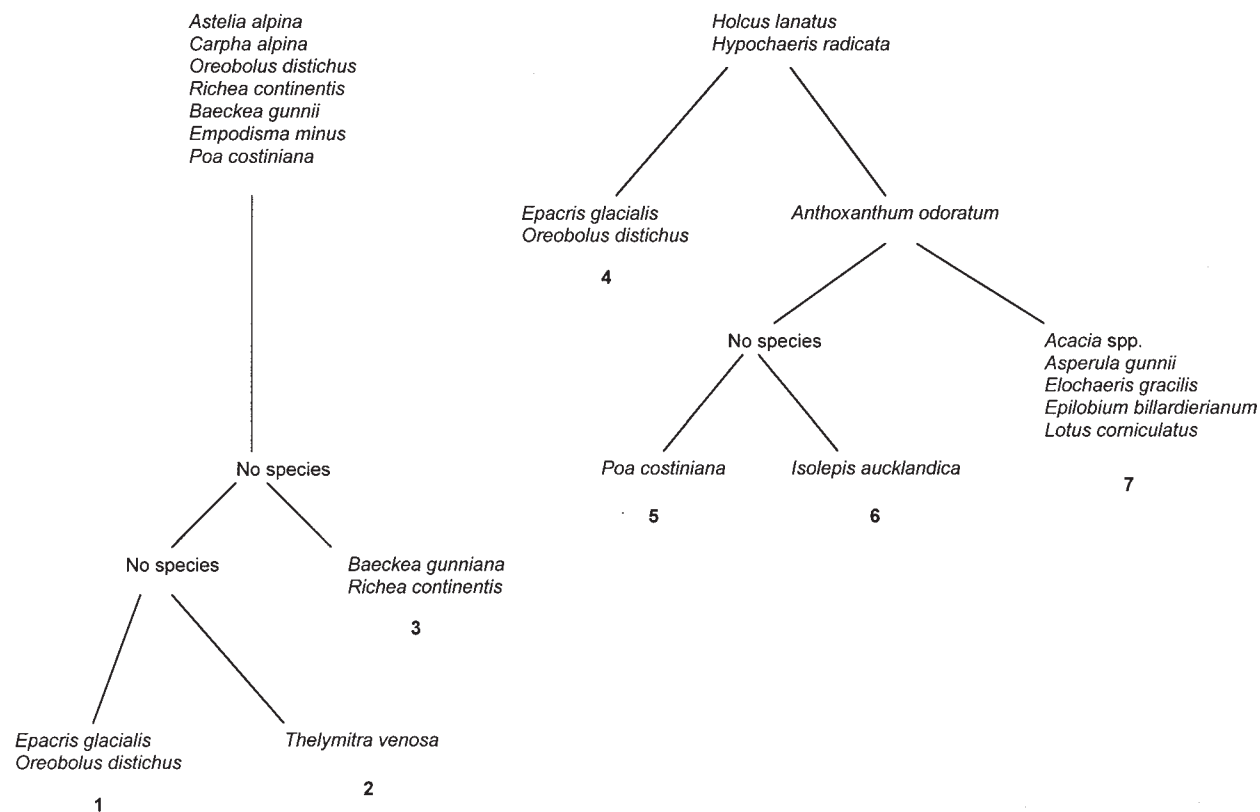 Astelia alpina
Carpha alpina
Oreobolus distichus
Richea continentis
Baeckea gunnii
Empodisma minus
Poa costiniana
No species
No species
Baeckea gunniana
Richea continentis
3
Epacris glacialis
Oreobolus distichus
1
Thelymitra venosa
2
Holcus lanatus
Hypochaeris radicata
Epacris glacialis
Oreobolus distichus
4
Anthoxanthum odoratum
No species
Poa costiniana
5
Isolepis aucklandica
6
Acacia spp.
Asperula gunnii
Elochaeris gracilis
Epilobium billardierianum
Lotus corniculatus
7